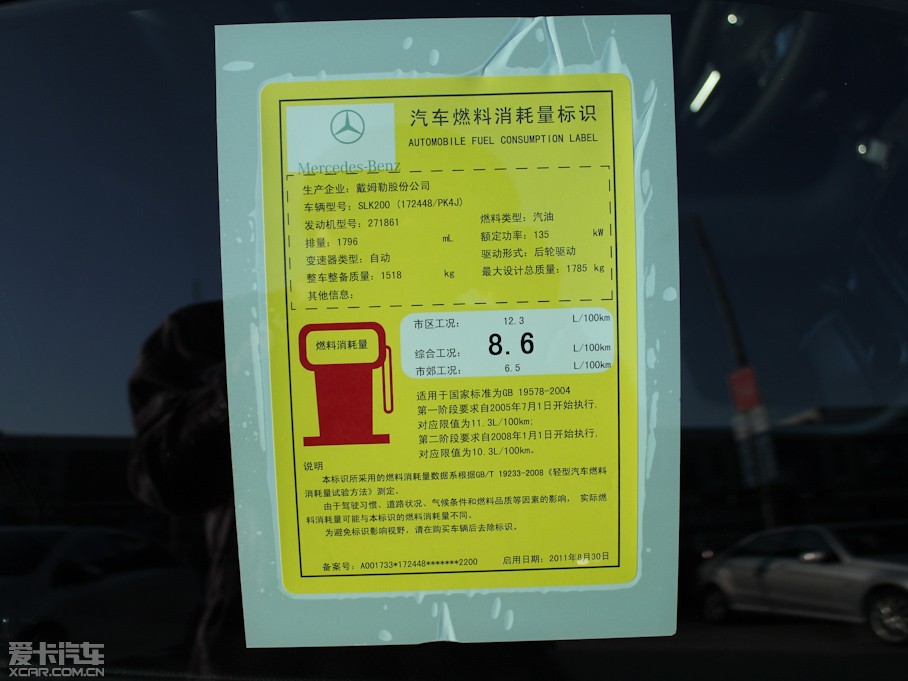 汽车燃料消耗量标识
AUTOMOBILE FUEL CONSUMPTION LABEL
Mercedes-Benz
生产企业: 戴姆勒股份公司
车辆型号: SLK200 (172448/PK4J)
发动机型号: 271861
燃料类型: 汽油
排量: 1796 mL
额定功率: 135 kW
变速器类型: 自动
驱动形式: 后轮驱动
整车整备质量: 1518 kg
最大设计总质量: 1785 kg
其他信息:
燃料消耗量
市区工况: 12.3 L/100km
综合工况: 8.6 L/100km
市郊工况: 6.5 L/100km
适用于国家标准为GB 19578-2004
第一阶段要求自2005年7月1日开始执行.
对应限值为11.3L/100km;
第二阶段要求自2008年1月1日开始执行.
对应限值为10.3L/100km。
说明
本标识所采用的燃料消耗量数据系根据GB/T 19233-2008《轻型汽车燃料
消耗量试验方法》测定。
由于驾驶习惯、道路状况、气候条件和燃料品质等因素的影响, 实际燃
料消耗量可能与本标识的燃料消耗量不同。
为避免标识影响视野, 请在购买车辆后去除标识。
备案号: A001733*172448*******2200 启用日期: 2011年8月30日
爱卡汽车
XCAR.COM.CN